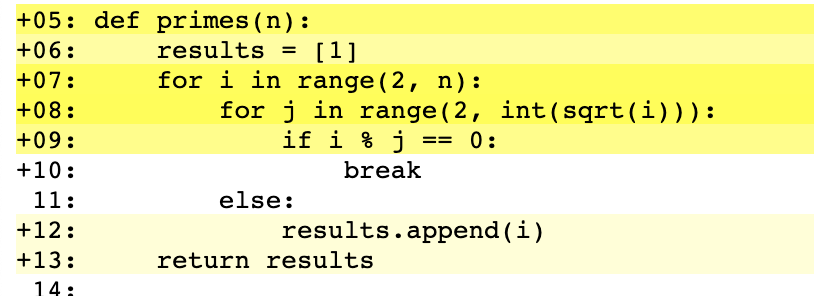 +05: def primes(n):
+06:     results = [1]
+07:     for i in range(2, n):
+08:         for j in range(2, int(sqrt(i))):
+09:             if i % j == 0:
+10:                 break
 11:         else:
+12:             results.append(i)
+13:     return results
 14: